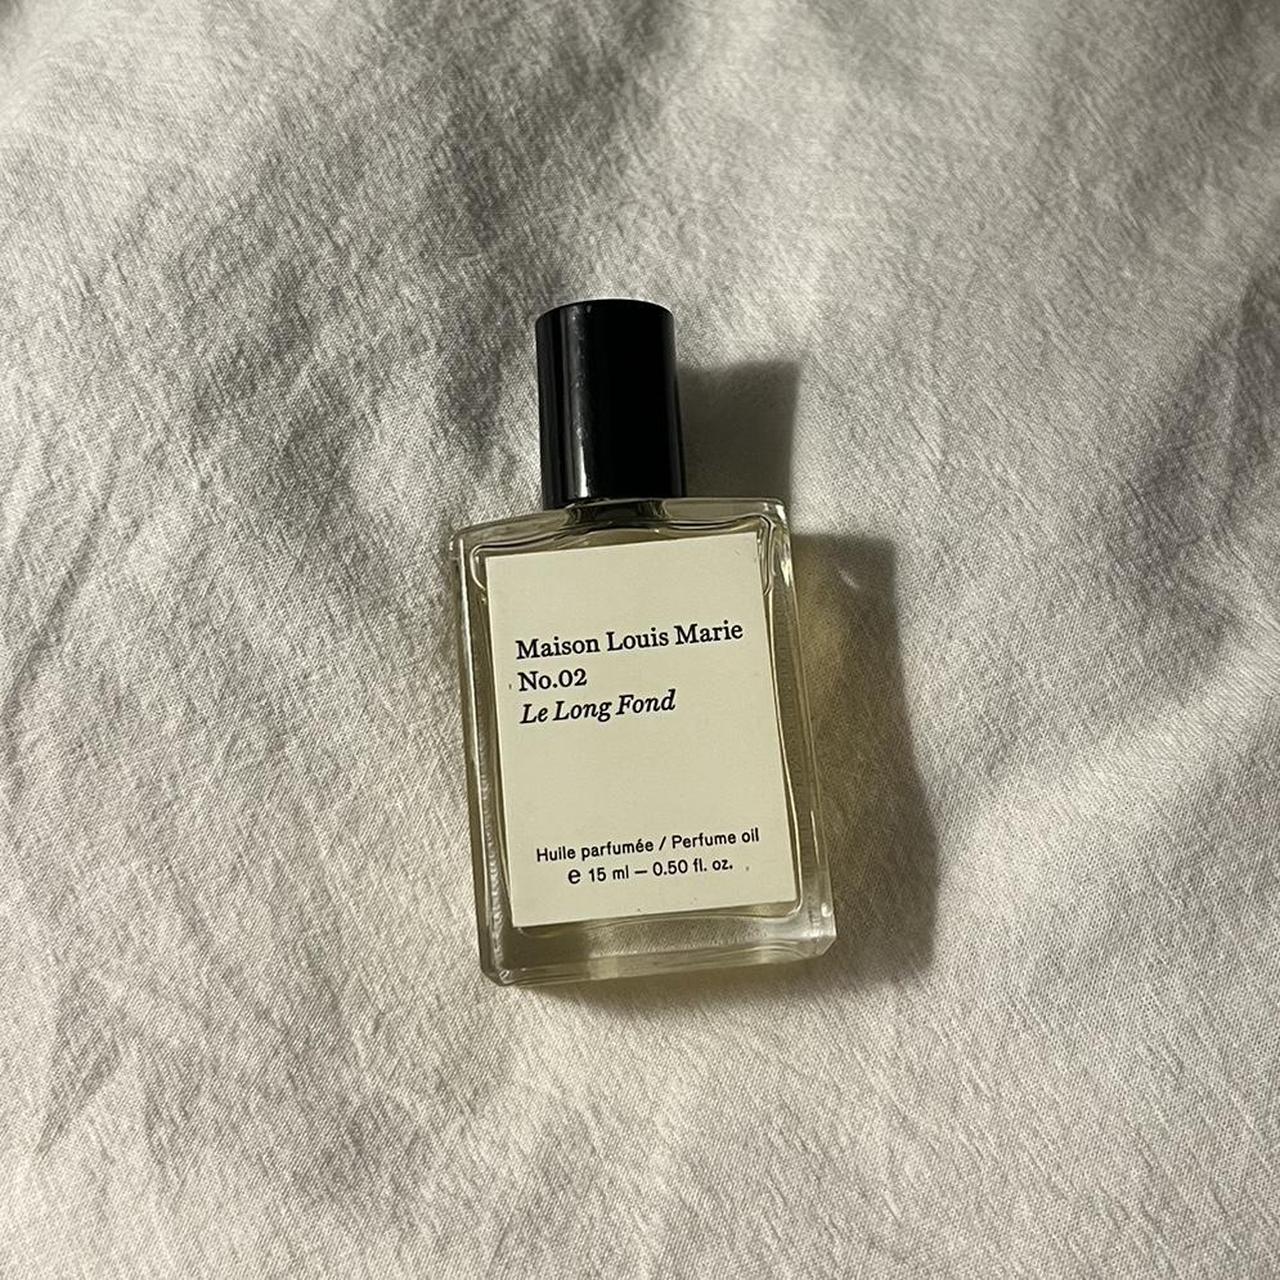 Maison Louis Marie
No.02
Le Long Fond
Huile parfumée / Perfume oil
℮ 15 ml – 0.50 fl. oz.